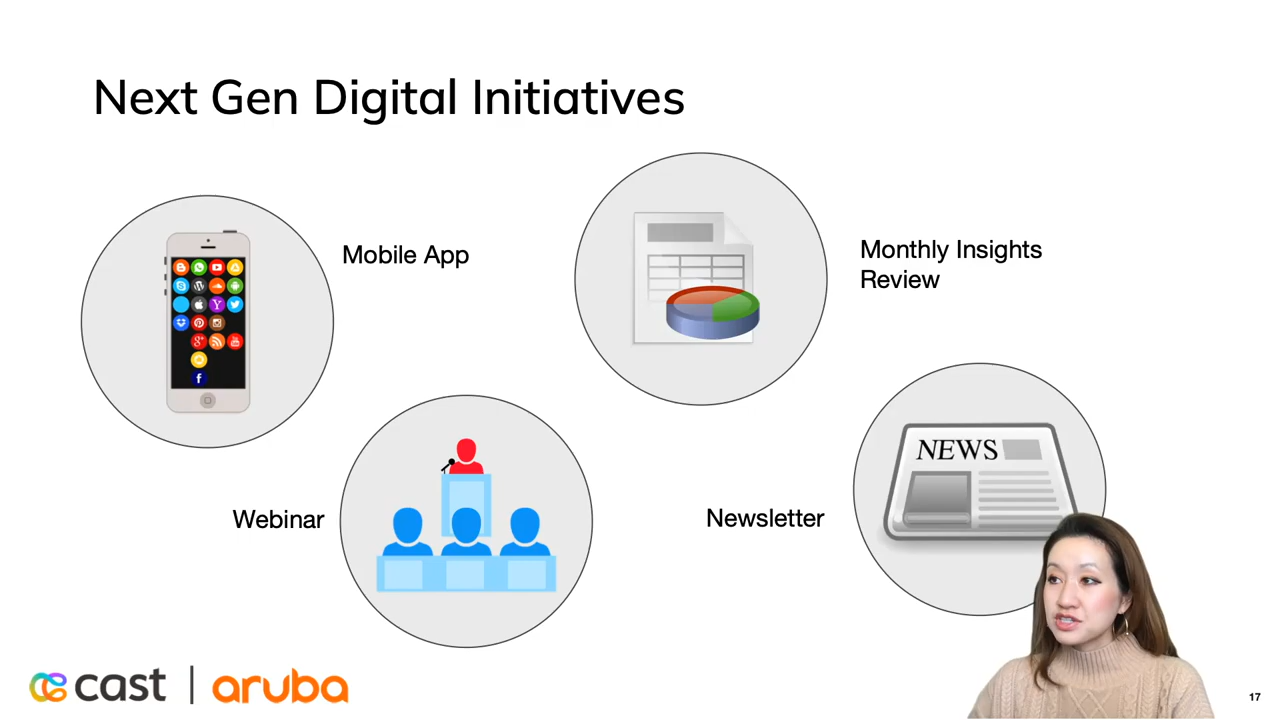 Next Gen Digital Initiatives
Mobile App
Monthly Insights
Review
Webinar
Newsletter
NEWS
cast | aruba
17